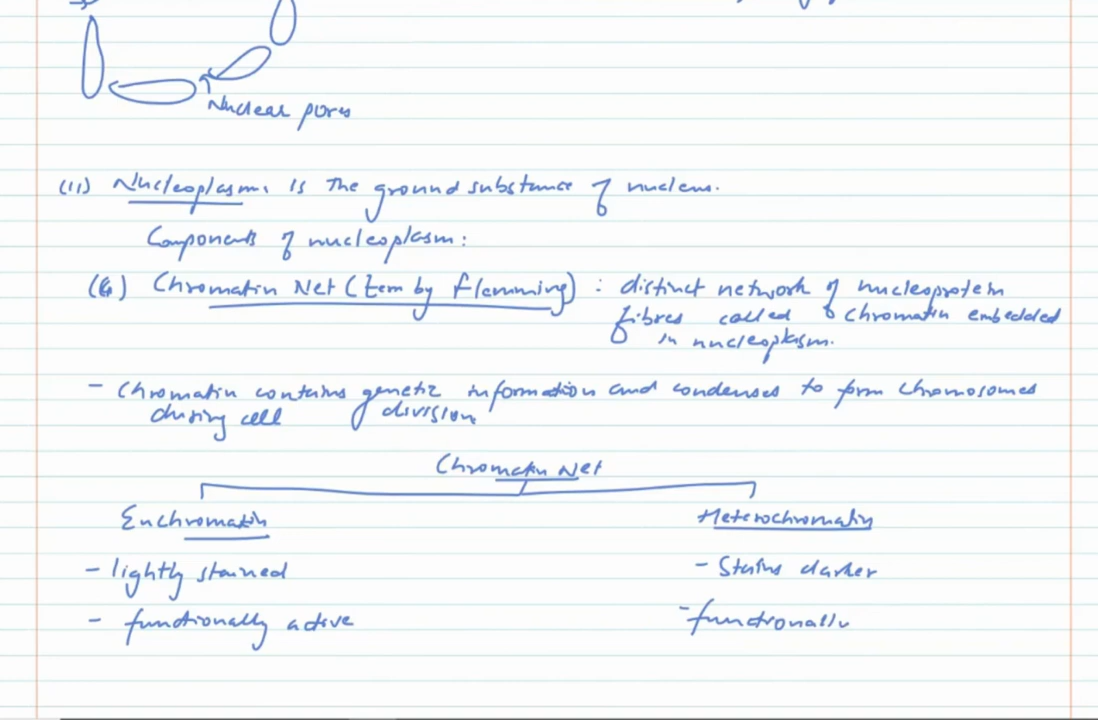 Nuclear pores
(ii) Nucleoplasm: is the ground substance of nucleus.
Components of nucleoplasm:
(a) Chromatin Net (term by flemming) : distinct network of nucleoprotein
fibres called chromatin embedded
in nucleoplasm.
- Chromatin contains genetic information and condenses to form chromosomes
during cell division
Chromatin Net
Euchromatin Heterochromatin
- lightly stained - Stains darker
- functionally active - functionally